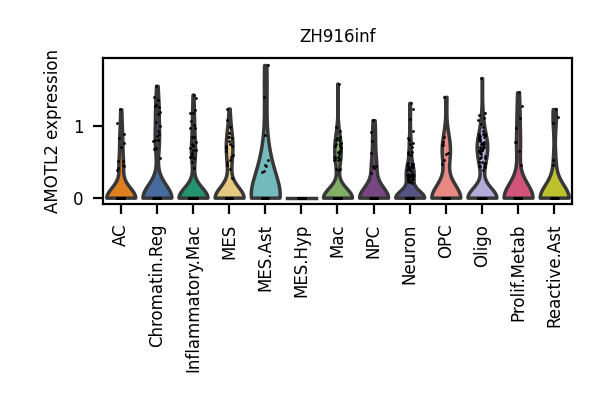 ZH916inf
AMOTL2 expression
1
0
AC
Chromatin.Reg
Inflammatory.Mac
MES
MES.Ast
MES.Hyp
Mac
NPC
Neuron
OPC
Oligo
Prolif.Metab
Reactive.Ast